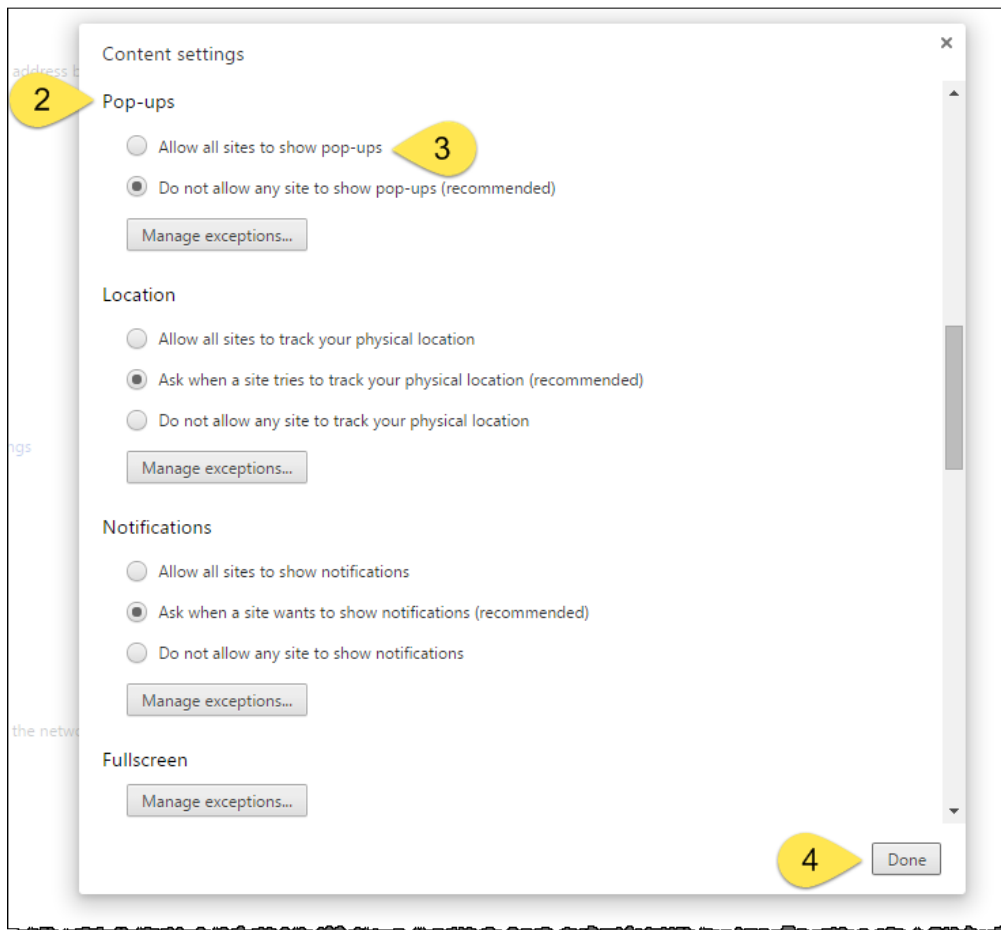 Content settings
address b
2
Pop-ups
Allow all sites to show pop-ups
3
Do not allow any site to show pop-ups (recommended)
Manage exceptions...
Location
Allow all sites to track your physical location
Ask when a site tries to track your physical location (recommended)
Do not allow any site to track your physical location
ngs
Manage exceptions...
Notifications
Allow all sites to show notifications
Ask when a site wants to show notifications (recommended)
Do not allow any site to show notifications
Manage exceptions...
the netwo
Fullscreen
Manage exceptions...
4
Done